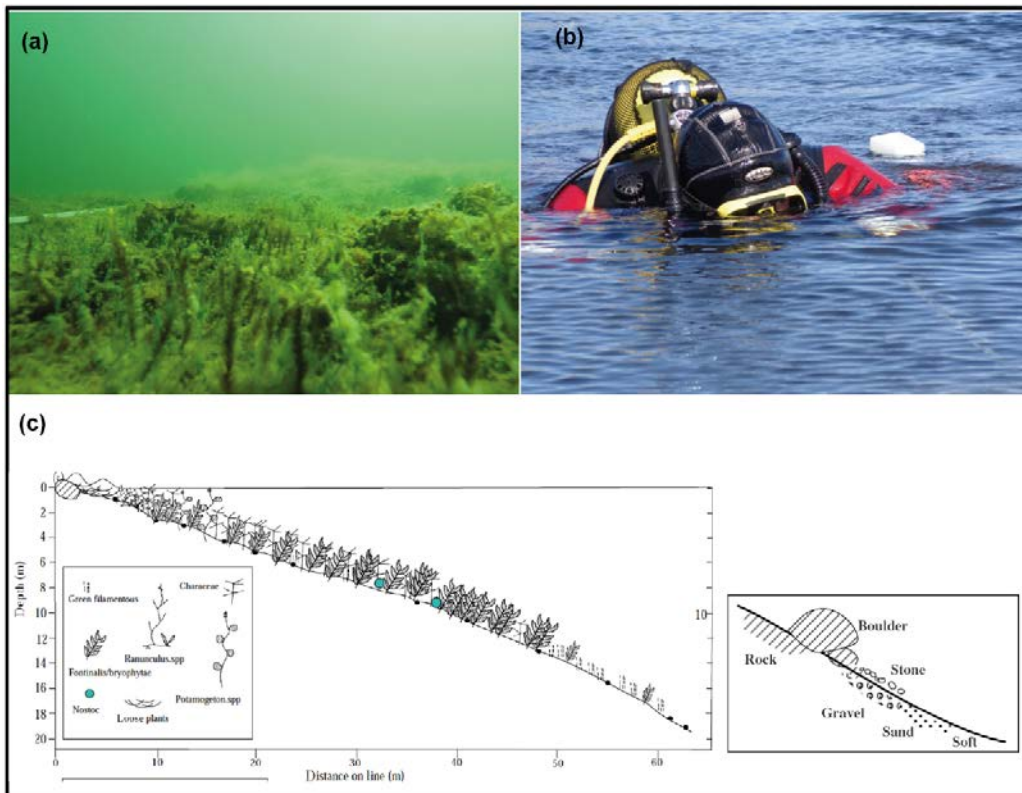 (a)
(b)
(c)
0
2
4
6
8
10
12
14
16
18
20
Depth (m)
Green filamentous
Characeae
Ranunculus.spp
Fontinalis/bryophytae
Potamogeton.spp
Nostoc
Loose plants
0
10
20
30
40
50
60
Distance on line (m)
10
Boulder
Rock
Stone
Gravel
Sand
Soft